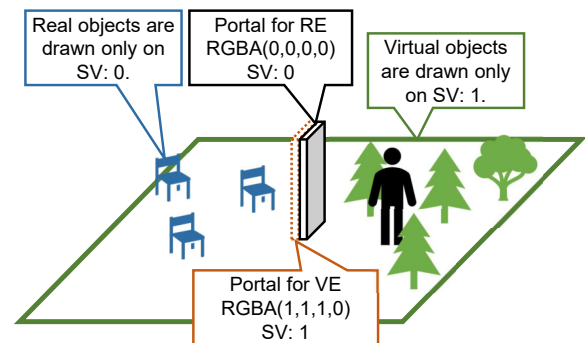 Real objects are
drawn only on
SV: 0.
Portal for RE
RGBA(0,0,0,0)
SV: 0
Virtual objects
are drawn only
on SV: 1.
Portal for VE
RGBA(1,1,1,0)
SV: 1